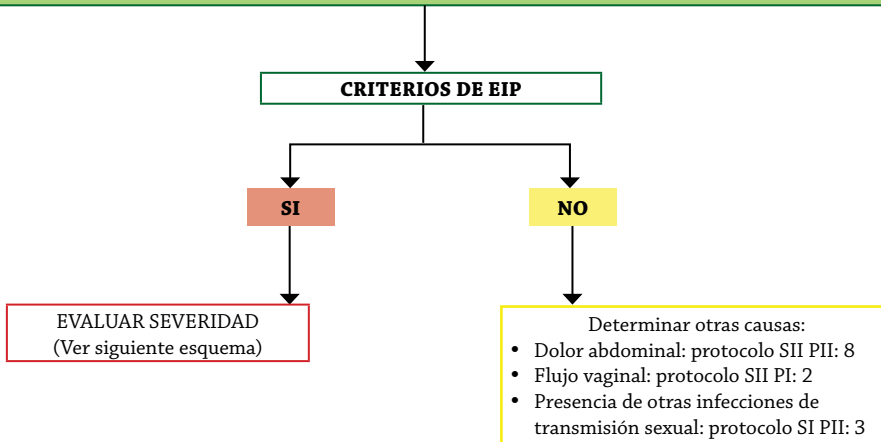 CRITERIOS DE EIP
SI
NO
EVALUAR SEVERIDAD
(Ver siguiente esquema)
Determinar otras causas:
• Dolor abdominal: protocolo SII PII: 8
• Flujo vaginal: protocolo SII PI: 2
• Presencia de otras infecciones de
transmisión sexual: protocolo SI PII: 3